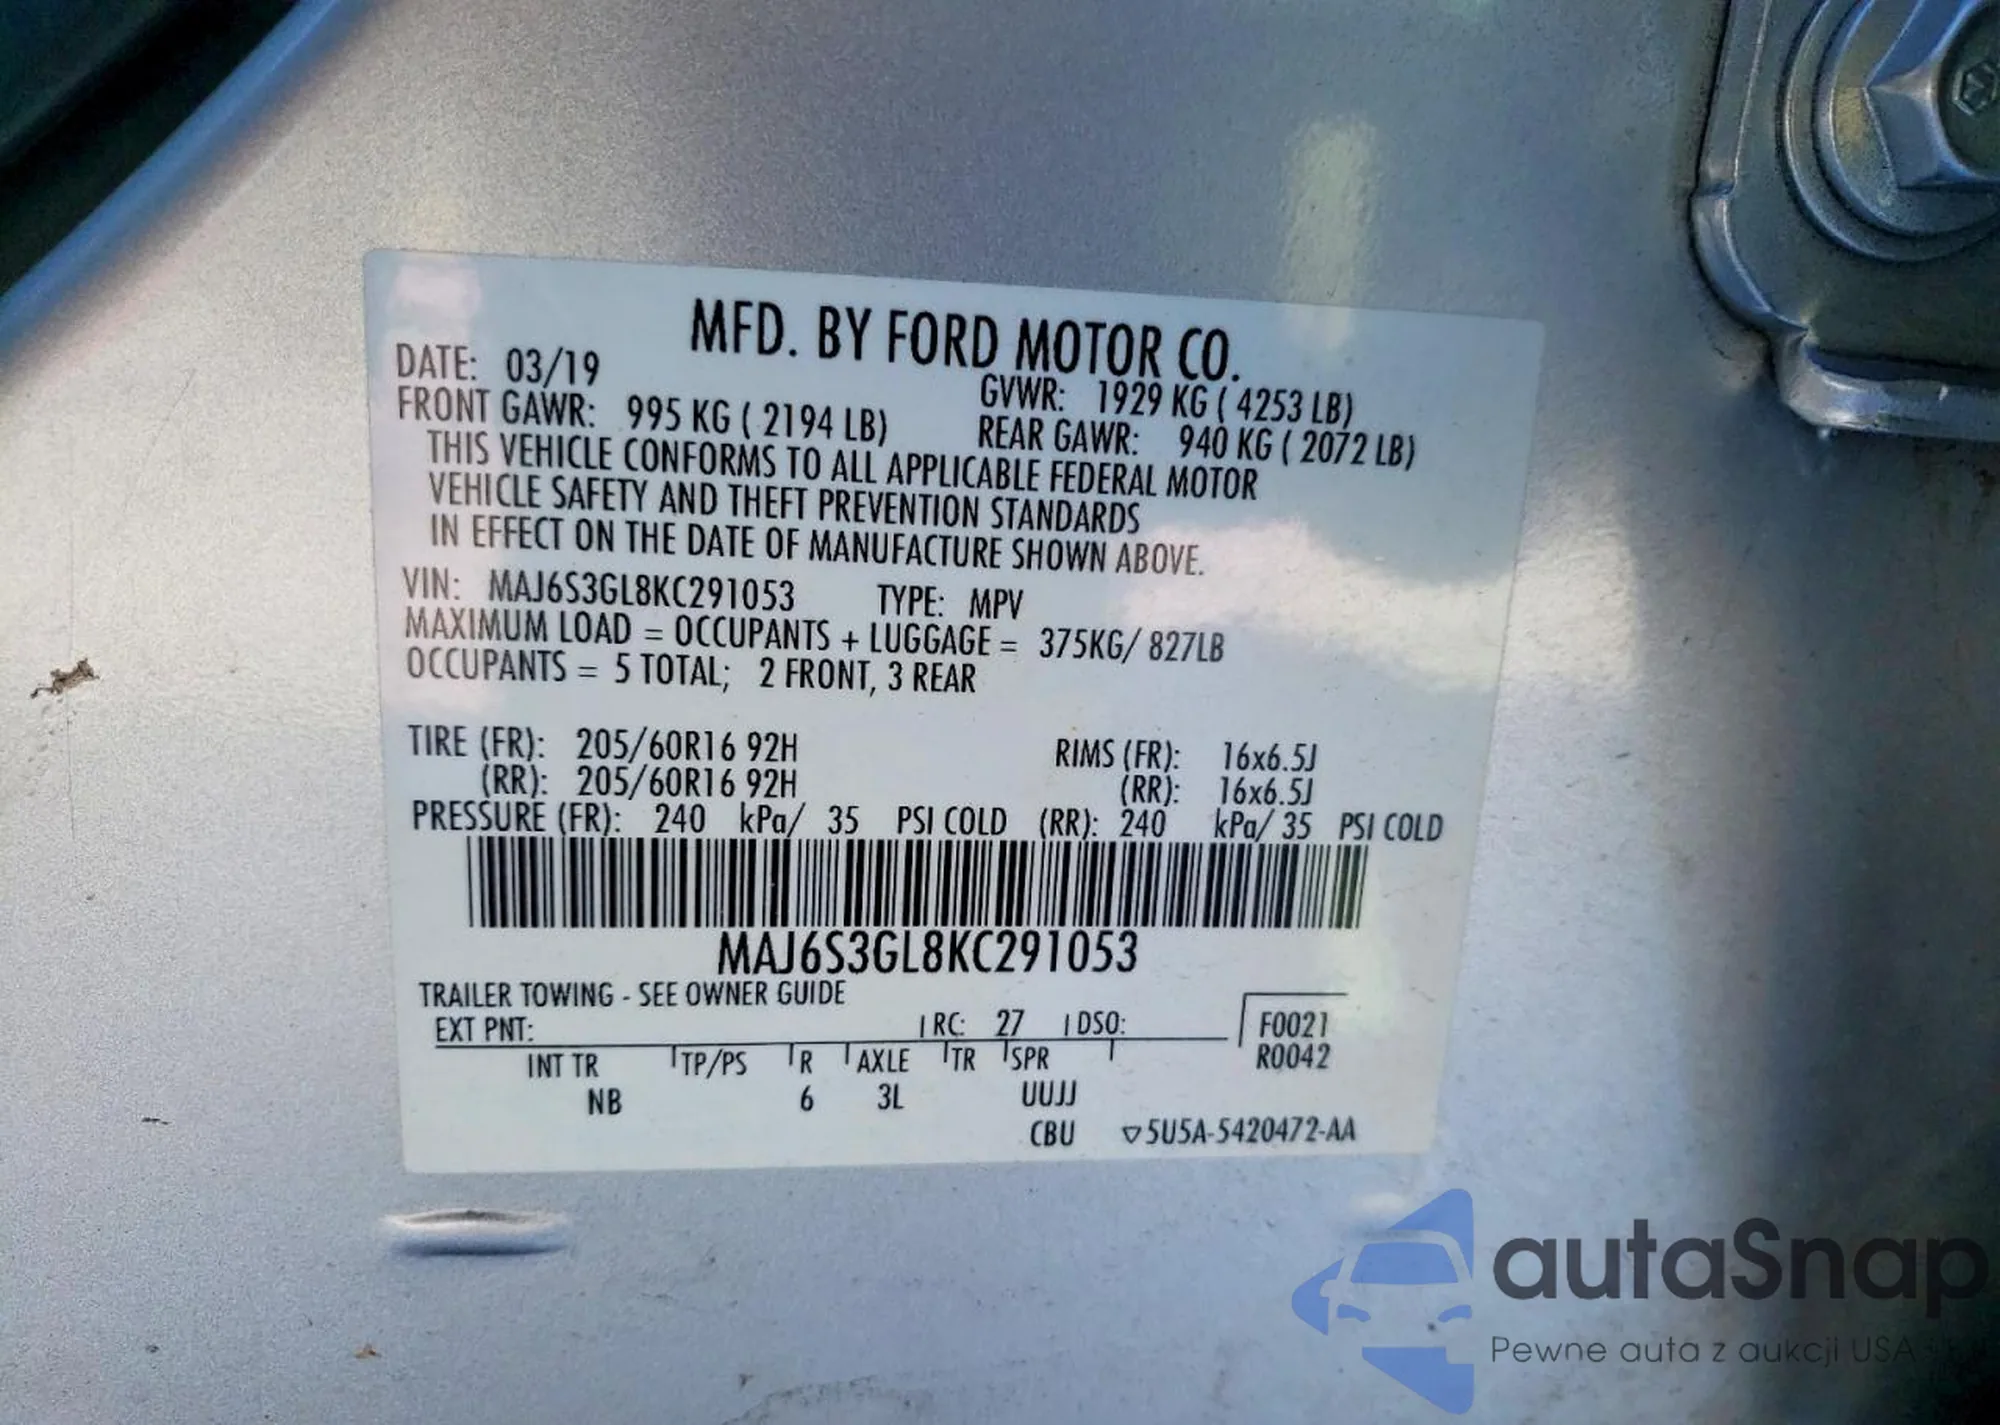 MFD. BY FORD MOTOR CO.
DATE: 03/19 GVWR: 1929 KG ( 4253 LB)
FRONT GAWR: 995 KG ( 2194 LB) REAR GAWR: 940 KG ( 2072 LB)
THIS VEHICLE CONFORMS TO ALL APPLICABLE FEDERAL MOTOR
VEHICLE SAFETY AND THEFT PREVENTION STANDARDS
IN EFFECT ON THE DATE OF MANUFACTURE SHOWN ABOVE.
VIN: MAJ6S3GL8KC291053 TYPE: MPV
MAXIMUM LOAD = OCCUPANTS + LUGGAGE = 375KG/ 827LB
OCCUPANTS = 5 TOTAL; 2 FRONT, 3 REAR
TIRE (FR): 205/60R16 92H RIMS (FR): 16x6.5J
(RR): 205/60R16 92H (RR): 16x6.5J
PRESSURE (FR): 240 kPa/ 35 PSI COLD (RR): 240 kPa/ 35 PSI COLD
MAJ6S3GL8KC291053
TRAILER TOWING - SEE OWNER GUIDE
EXT PNT: RC: 27 DSO: F0021
INT TR TP/PS R AXLE TR SPR R0042
NB 6 3L UUJJ
CBU 5U5A-5420472-AA
autaSnap
Pewne auta z aukcji USA